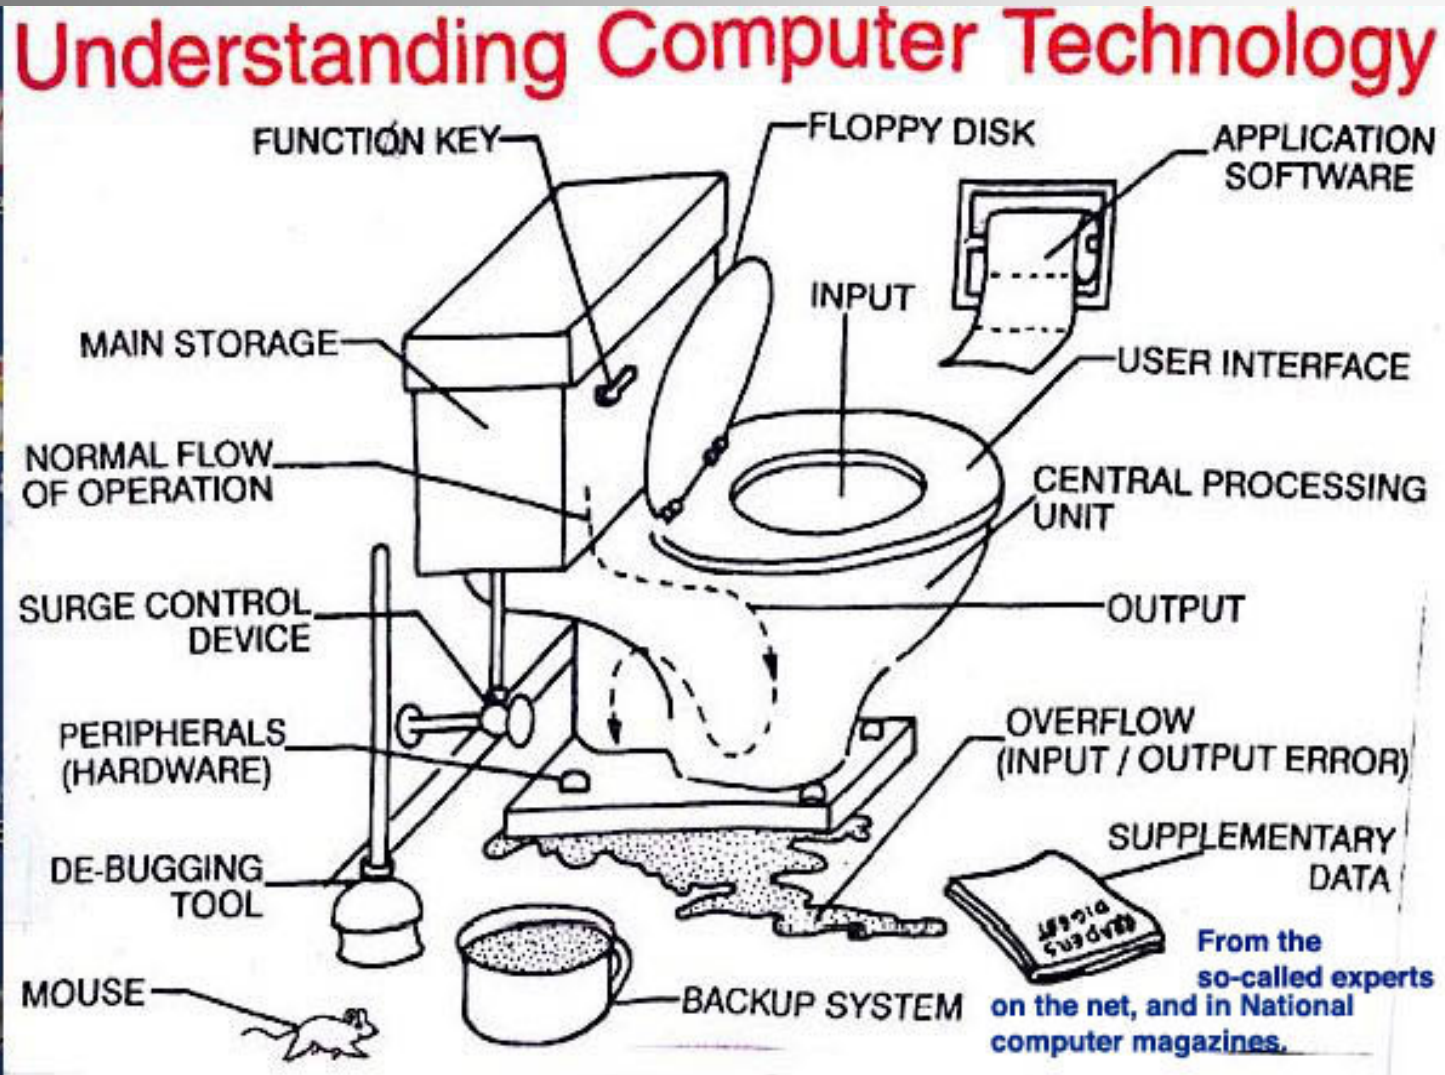 Understanding Computer Technology
FUNCTION KEY
FLOPPY DISK
APPLICATION
SOFTWARE
INPUT
MAIN STORAGE
USER INTERFACE
NORMAL FLOW
OF OPERATION
CENTRAL PROCESSING
UNIT
SURGE CONTROL
DEVICE
OUTPUT
PERIPHERALS
(HARDWARE)
OVERFLOW
(INPUT / OUTPUT ERROR)
DE-BUGGING
TOOL
SUPPLEMENTARY
DATA
READERS
DIGEST
MOUSE
BACKUP SYSTEM
From the
so-called experts
on the net, and in National
computer magazines.